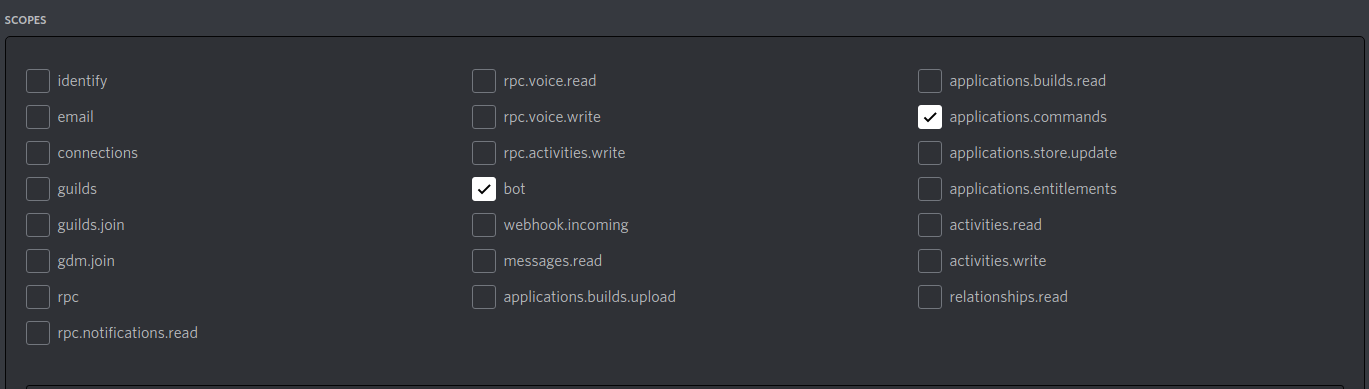 SCOPES
identify
email
connections
guilds
guilds.join
gdm.join
rpc
rpc.notifications.read
rpc.voice.read
rpc.voice.write
rpc.activities.write
bot
webhook.incoming
messages.read
applications.builds.upload
applications.builds.read
applications.commands
applications.store.update
applications.entitlements
activities.read
activities.write
relationships.read